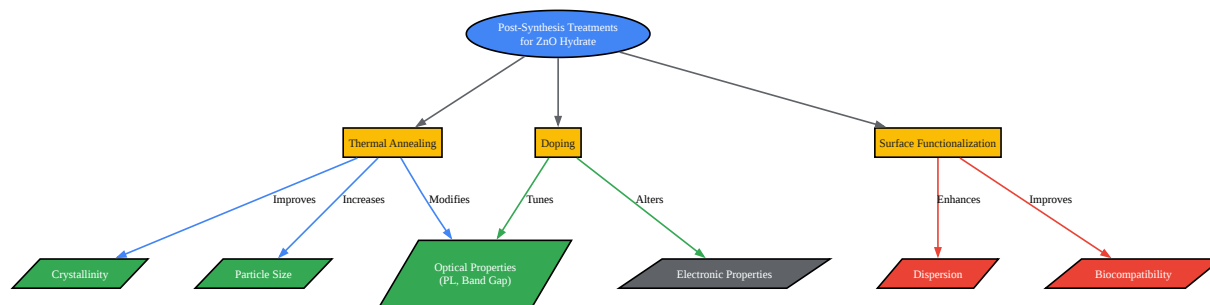 Post-Synthesis Treatments
for ZnO Hydrate
Thermal Annealing
Doping
Surface Functionalization
Improves
Increases
Modifies
Tunes
Alters
Enhances
Improves
Crystallinity
Particle Size
Optical Properties
(PL, Band Gap)
Electronic Properties
Dispersion
Biocompatibility